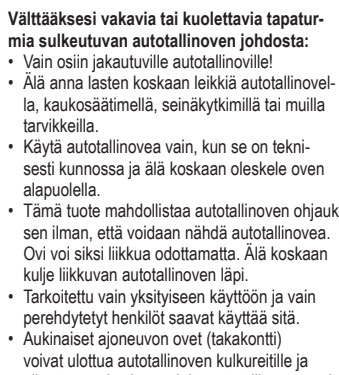 Välttääksesi vakavia tai kuolettavia tapatur-
mia sulkeutuvan autotallinoven johdosta:
• Vain osiin jakautuville autotallinoville!
• Älä anna lasten koskaan leikkiä autotallinovel-
la, kaukosäätimellä, seinäkytkimillä tai muilla
tarvikkeilla.
• Käytä autotallinovea vain, kun se on tekni-
sesti kunnossa ja älä koskaan oleskele oven
alapuolella.
• Tämä tuote mahdollistaa autotallinoven ohjauk
sen ilman, että voidaan nähdä autotallinovea.
Ovi voi siksi liikkua odottamatta. Älä koskaan
kulje liikkuvan autotallinoven läpi.
• Tarkoitettu vain yksityiseen käyttöön ja vain
perehdytetyt henkilöt saavat käyttää sitä.
• Aukinaiset ajoneuvon ovet (takakontti)
voivat ulottua autotallinoven kulkureitille ja